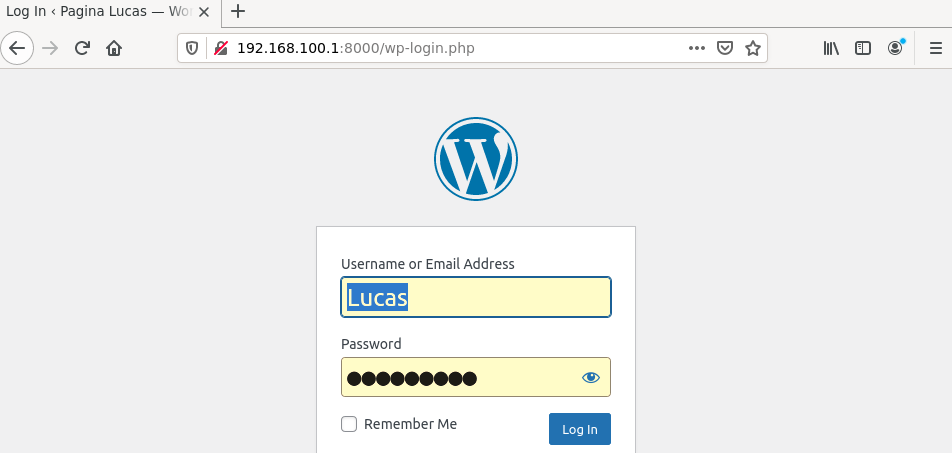 Log In ‹ Pagina Lucas — Wo
192.168.100.1:8000/wp-login.php
Username or Email Address
Lucas
Password
Remember Me
Log In